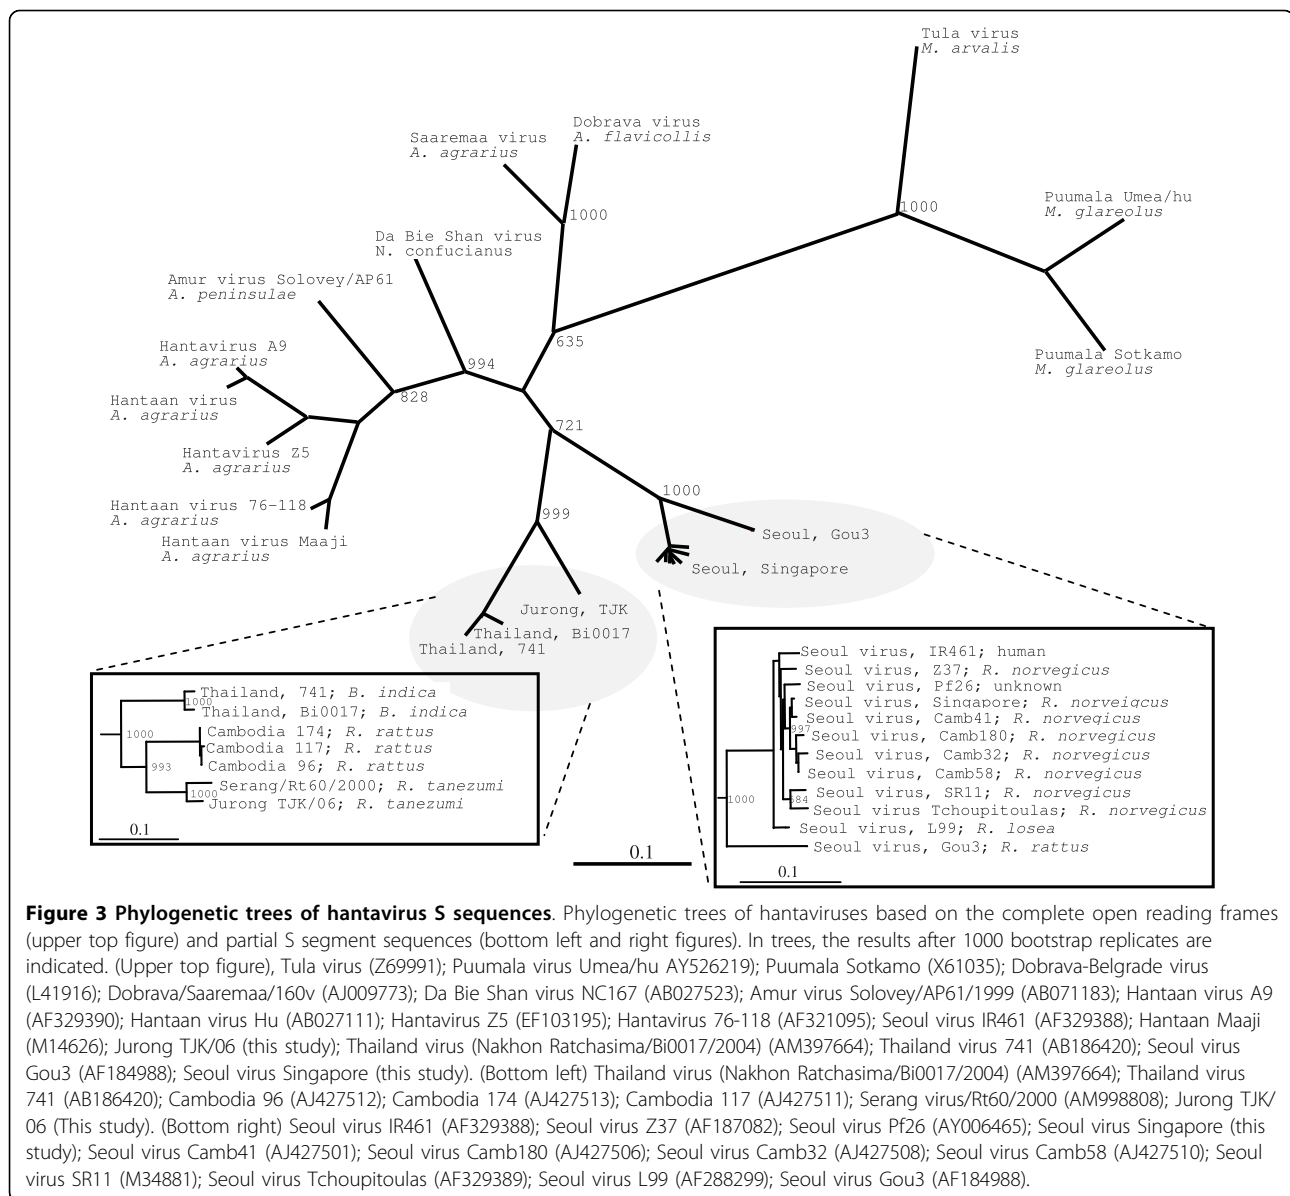 Tula virus
M. arvalis
Dobrava virus
A. flavicollis
Saaremaa virus
A. agrarius
Puumala Umea/hu
M. glareolus
1000
1000
Da Bie Shan virus
N. confucianus
Amur virus Solovey/AP61
A. peninsulae
635
Hantavirus A9
A. agrarius
994
Puumala Sotkamo
M. glareolus
828
Hantaan virus
A. agrarius
721
Hantavirus Z5
A. agrarius
1000
Hantaan virus 76-118
A. agrarius
999
Seoul, Gou3
Hantaan virus Maaji
A. agrarius
Seoul, Singapore
Jurong, TJK
Thailand, Bi0017
Thailand, 741
Thailand, 741; B. indica
1000
Thailand, Bi0017; B. indica
1000
Cambodia 174; R. rattus
Cambodia 117; R. rattus
Cambodia 96; R. rattus
993
Serang/Rt60/2000; R. tanezumi
1000
Jurong TJK/06; R. tanezumi
0.1
0.1
Seoul virus, IR461; human
Seoul virus, Z37; R. norvegicus
Seoul virus, Pf26; unknown
Seoul virus, Singapore; R. norveigcus
Seoul virus, Camb41; R. norvegicus
997
Seoul virus, Camb180; R. norvegicus
Seoul virus, Camb32; R. norvegicus
Seoul virus, Camb58; R. norvegicus
Seoul virus, SR11; R. norvegicus
1000
584
Seoul virus Tchoupitoulas; R. norvegicus
Seoul virus, L99; R. losea
Seoul virus, Gou3; R. rattus
0.1
Figure 3 Phylogenetic trees of hantavirus S sequences. Phylogenetic trees of hantaviruses based on the complete open reading frames
(upper top figure) and partial S segment sequences (bottom left and right figures). In trees, the results after 1000 bootstrap replicates are
indicated. (Upper top figure), Tula virus (Z69991); Puumala virus Umea/hu AY526219); Puumala Sotkamo (X61035); Dobrava-Belgrade virus
(L41916); Dobrava/Saaremaa/160v (AJ009773); Da Bie Shan virus NC167 (AB027523); Amur virus Solovey/AP61/1999 (AB071183); Hantaan virus A9
(AF329390); Hantaan virus Hu (AB027111); Hantavirus Z5 (EF103195); Hantavirus 76-118 (AF321095); Seoul virus IR461 (AF329388); Hantaan Maaji
(M14626); Jurong TJK/06 (this study); Thailand virus (Nakhon Ratchasima/Bi0017/2004) (AM397664); Thailand virus 741 (AB186420); Seoul virus
Gou3 (AF184988); Seoul virus Singapore (this study). (Bottom left) Thailand virus (Nakhon Ratchasima/Bi0017/2004) (AM397664); Thailand virus
741 (AB186420); Cambodia 96 (AJ427512); Cambodia 174 (AJ427513); Cambodia 117 (AJ427511); Serang virus/Rt60/2000 (AM998808); Jurong TJK/
06 (This study). (Bottom right) Seoul virus IR461 (AF329388); Seoul virus Z37 (AF187082); Seoul virus Pf26 (AY006465); Seoul virus Singapore (this
study); Seoul virus Camb41 (AJ427501); Seoul virus Camb180 (AJ427506); Seoul virus Camb32 (AJ427508); Seoul virus Camb58 (AJ427510); Seoul
virus SR11 (M34881); Seoul virus Tchoupitoulas (AF329389); Seoul virus L99 (AF288299); Seoul virus Gou3 (AF184988).